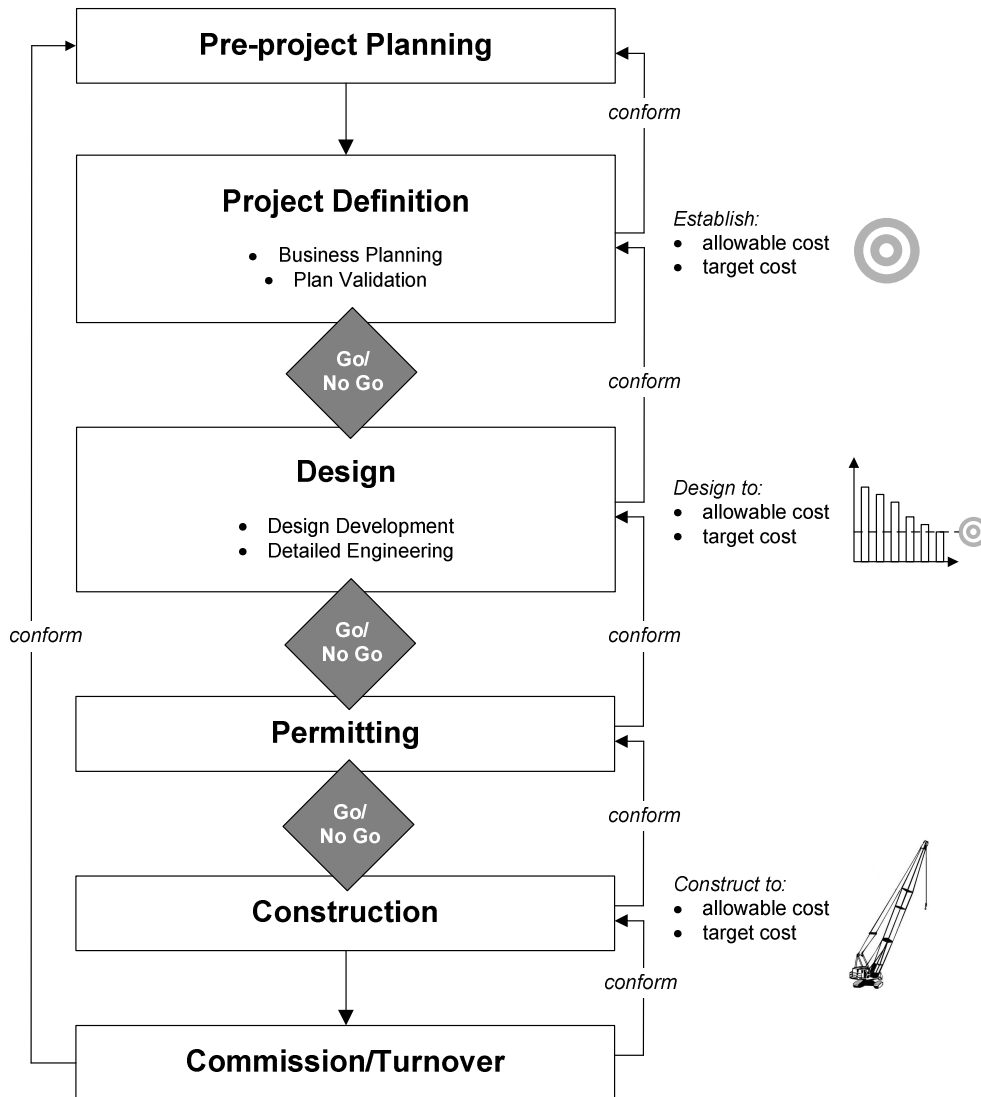 Pre-project Planning
conform
Project Definition
• Business Planning
• Plan Validation
Establish:
• allowable cost
• target cost
Go/
No Go
conform
Design
• Design Development
• Detailed Engineering
Design to:
• allowable cost
• target cost
Go/
No Go
conform
conform
Permitting
Go/
No Go
conform
Construction
Construct to:
• allowable cost
• target cost
conform
Commission/Turnover